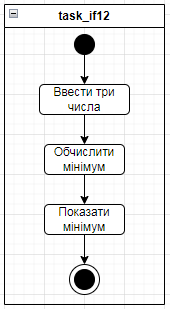 task_if12
Ввести три
числа
Обчислити
мінімум
Показати
мінімум